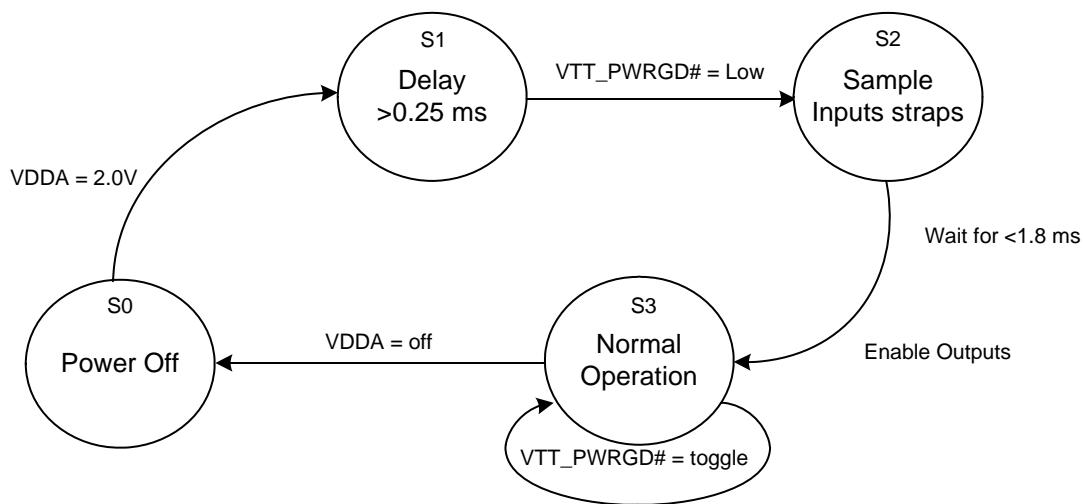 S1
Delay
>0.25 ms
VTT_PWRGD# = Low
S2
Sample
Inputs straps
VDDA = 2.0V
Wait for <1.8 ms
S0
Power Off
VDDA = off
S3
Normal
Operation
Enable Outputs
VTT_PWRGD# = toggle